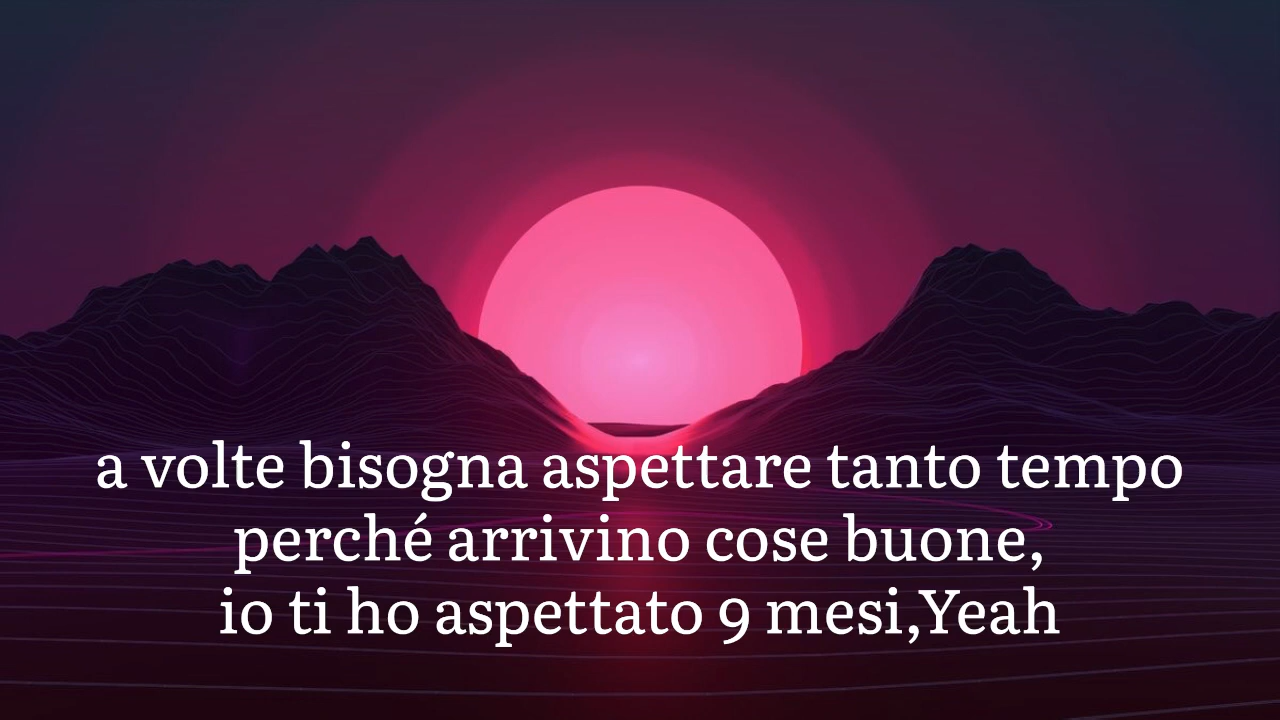 a volte bisogna aspettare tanto tempo
perché arrivino cose buone,
io ti ho aspettato 9 mesi,Yeah